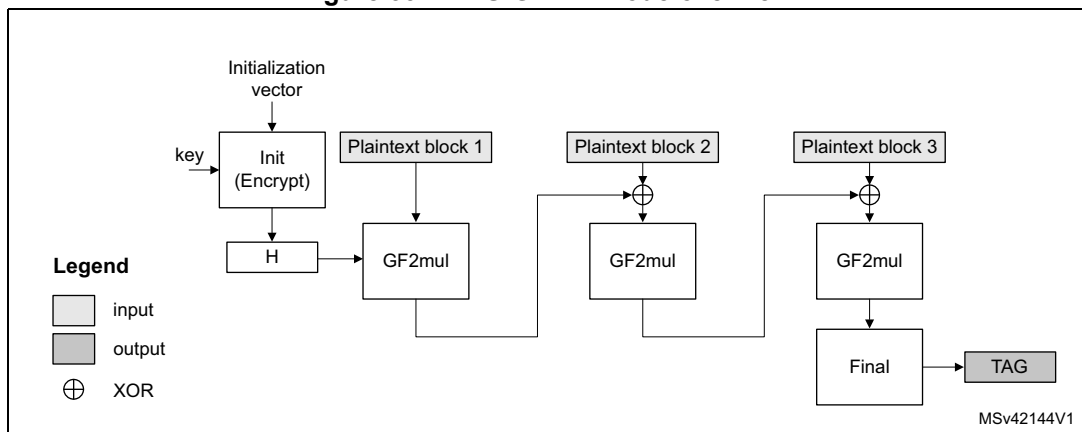 Initialization
vector
key
Init
(Encrypt)
Plaintext block 1
Plaintext block 2
Plaintext block 3
H
GF2mul
GF2mul
GF2mul
Legend
input
output
XOR
Final
TAG
MSv42144V1